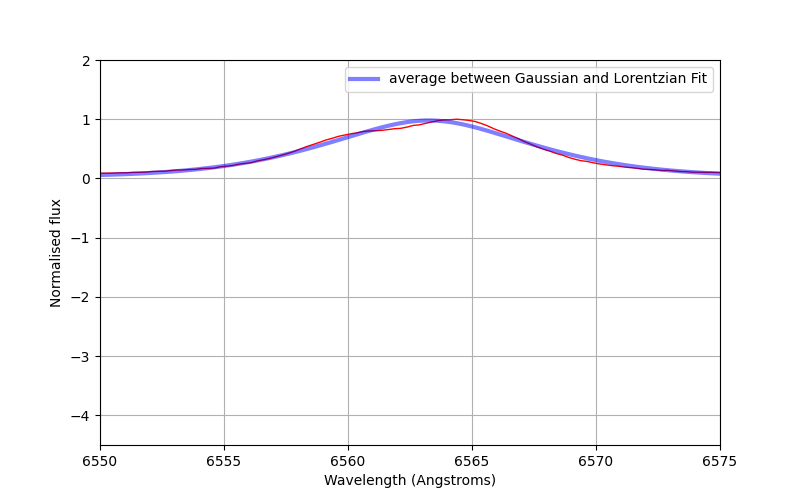 average between Gaussian and Lorentzian Fit
2
1
0
−1
−2
−3
−4
Normalised flux
6550 6555 6560 6565 6570 6575
Wavelength (Angstroms)